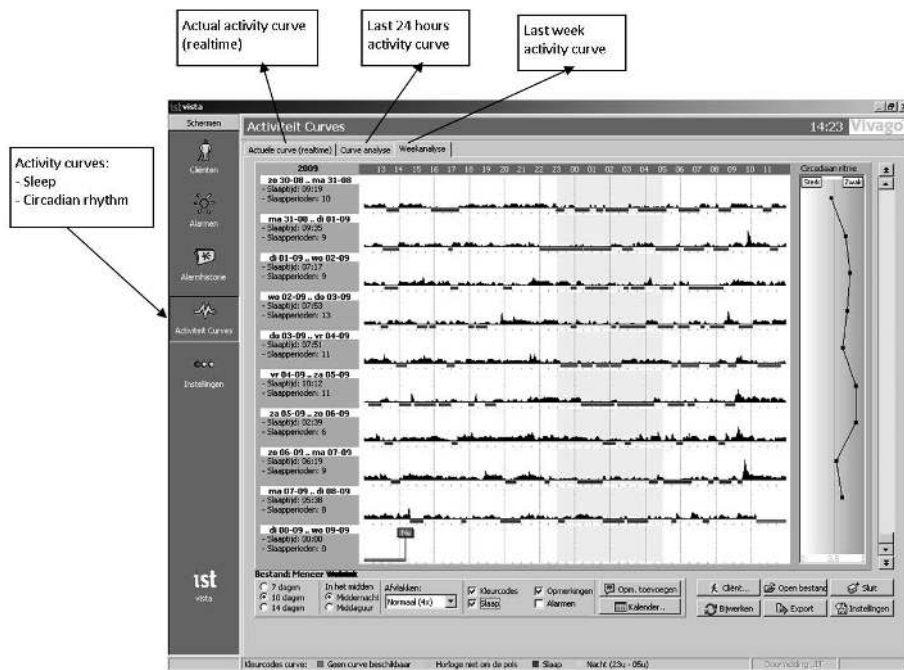 Actual activity curve
(realtime)
Last 24 hours
activity curve
Last week
activity curve
Activity curves:
- Sleep
- Circadian rhythm
ist vista
Schermen
Activiteit Curves
14:23 Vivago
Actuele curve (realtime) Curve analyse Weekanalyse
Cliënten
Alarmen
Alarmhistorie
Activiteit Curves
Instellingen
ist
vista
2009 13 14 15 16 17 18 19 20 21 22 23 00 01 02 03 04 05 06 07 08 09 10 11
Circadiaan ritme
Sterk Zwak
zo 30-08 .. ma 31-08
- Slaaptijd: 09:19
- Slaapperioden: 10
ma 31-08 .. di 01-09
- Slaaptijd: 09:35
- Slaapperioden: 9
di 01-09 .. wo 02-09
- Slaaptijd: 07:17
- Slaapperioden: 9
wo 02-09 .. do 03-09
- Slaaptijd: 07:53
- Slaapperioden: 13
do 03-09 .. vr 04-09
- Slaaptijd: 07:51
- Slaapperioden: 11
vr 04-09 .. za 05-09
- Slaaptijd: 10:12
- Slaapperioden: 11
za 05-09 .. zo 06-09
- Slaaptijd: 02:39
- Slaapperioden: 6
zo 06-09 .. ma 07-09
- Slaaptijd: 06:19
- Slaapperioden: 9
ma 07-09 .. di 08-09
- Slaaptijd: 05:38
- Slaapperioden: 8
di 08-09 .. wo 09-09
- Slaaptijd: 00:00
- Slaapperioden: 8
Nu
Bestand: Meneer
7 dagen
10 dagen
14 dagen
In het midden
Middernacht
Middaguur
Afvlakken:
Normaal (4x)
Kleurcodes
Slaap
Opmerkingen
Alarmen
Opm. toevoegen
Kalender..
Cliënt... Open bestand Sluit
Bijwerken Export Instellingen
Kleurcodes curve: Geen curve beschikbaar Horloge niet om de pols Slaap Nacht (23u - 05u)